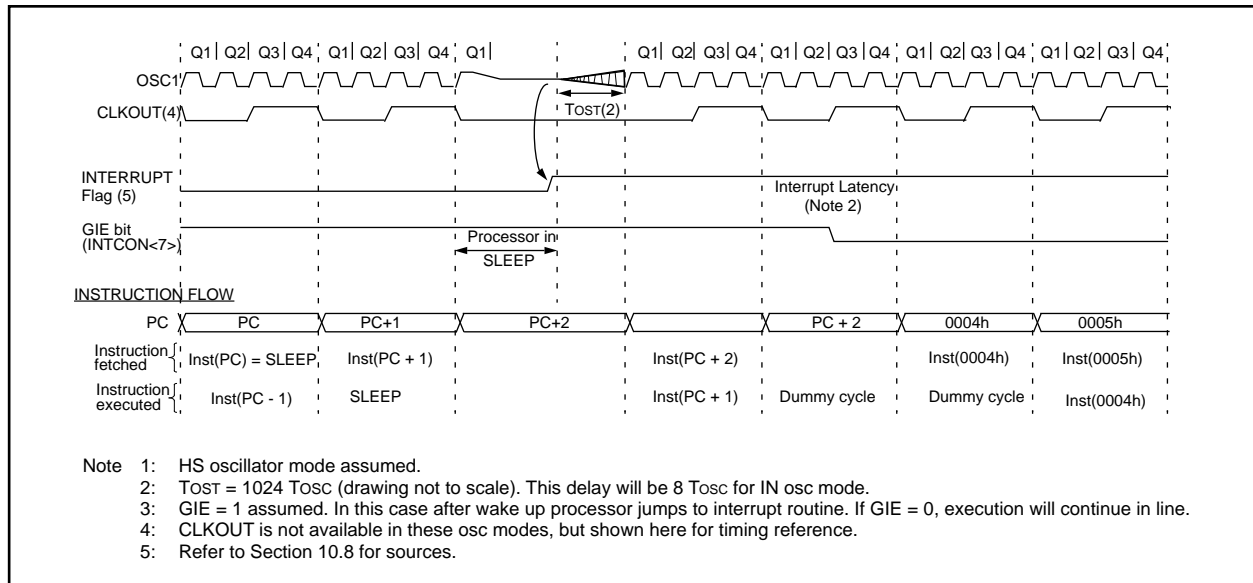 Q1 Q2 Q3 Q4 Q1 Q2 Q3 Q4 Q1 Q1 Q2 Q3 Q4 Q1 Q2 Q3 Q4 Q1 Q2 Q3 Q4 Q1 Q2 Q3 Q4
OSC1
CLKOUT(4)
TOST(2)
INTERRUPT
Flag (5)
Interrupt Latency
(Note 2)
GIE bit
(INTCON<7>)
Processor in
SLEEP
INSTRUCTION FLOW
PC PC PC+1 PC+2 PC + 2 0004h 0005h
Instruction
fetched
Inst(PC) = SLEEP Inst(PC + 1) Inst(PC + 2) Inst(0004h) Inst(0005h)
Instruction
executed
Inst(PC - 1) SLEEP Inst(PC + 1) Dummy cycle Dummy cycle Inst(0004h)
Note 1: HS oscillator mode assumed.
2: TOST = 1024 TOSC (drawing not to scale). This delay will be 8 TOSC for IN osc mode.
3: GIE = 1 assumed. In this case after wake up processor jumps to interrupt routine. If GIE = 0, execution will continue in line.
4: CLKOUT is not available in these osc modes, but shown here for timing reference.
5: Refer to Section 10.8 for sources.